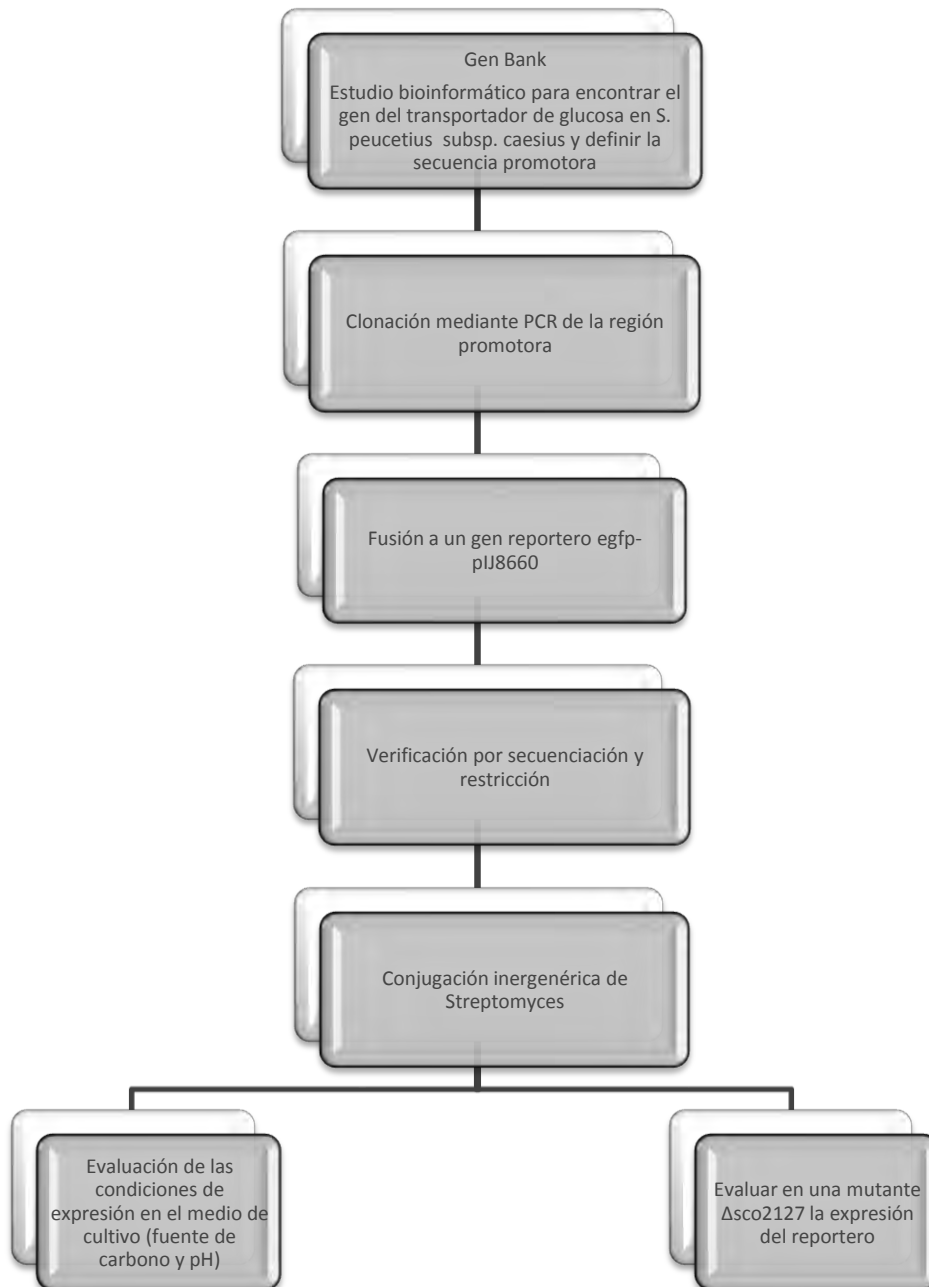 Gen Bank
Estudio bioinformático para encontrar el
gen del transportador de glucosa en S.
peucetius subsp. caesius y definir la
secuencia promotora
Clonación mediante PCR de la región
promotora
Fusión a un gen reportero egfp-
pIJ8660
Verificación por secuenciación y
restricción
Conjugación inergenérica de
Streptomyces
Evaluación de las
condiciones de
expresión en el medio de
cultivo (fuente de
carbono y pH)
Evaluar en una mutante
Δsco2127 la expresión
del reportero